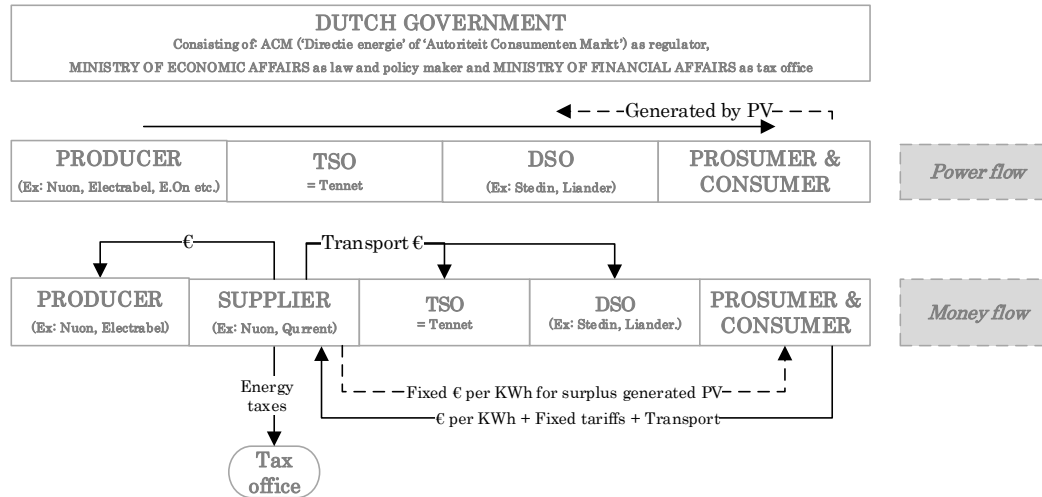 DUTCH GOVERNMENT
Consisting of: ACM ('Directie energie' of 'Autoriteit Consumenten Markt') as regulator,
MINISTRY OF ECONOMIC AFFAIRS as law and policy maker and MINISTRY OF FINANCIAL AFFAIRS as tax office
Generated by PV
PRODUCER
(Ex: Nuon, Electrabel, E.On etc.)
TSO
= Tennet
DSO
(Ex: Stedin, Liander)
PROSUMER &
CONSUMER
Power flow
€
Transport €
PRODUCER
(Ex: Nuon, Electrabel)
SUPPLIER
(Ex: Nuon, Qurrent)
TSO
= Tennet
DSO
(Ex: Stedin, Liander.)
PROSUMER &
CONSUMER
Money flow
Energy
taxes
Fixed € per KWh for surplus generated PV
€ per KWh + Fixed tariffs + Transport
Tax
office